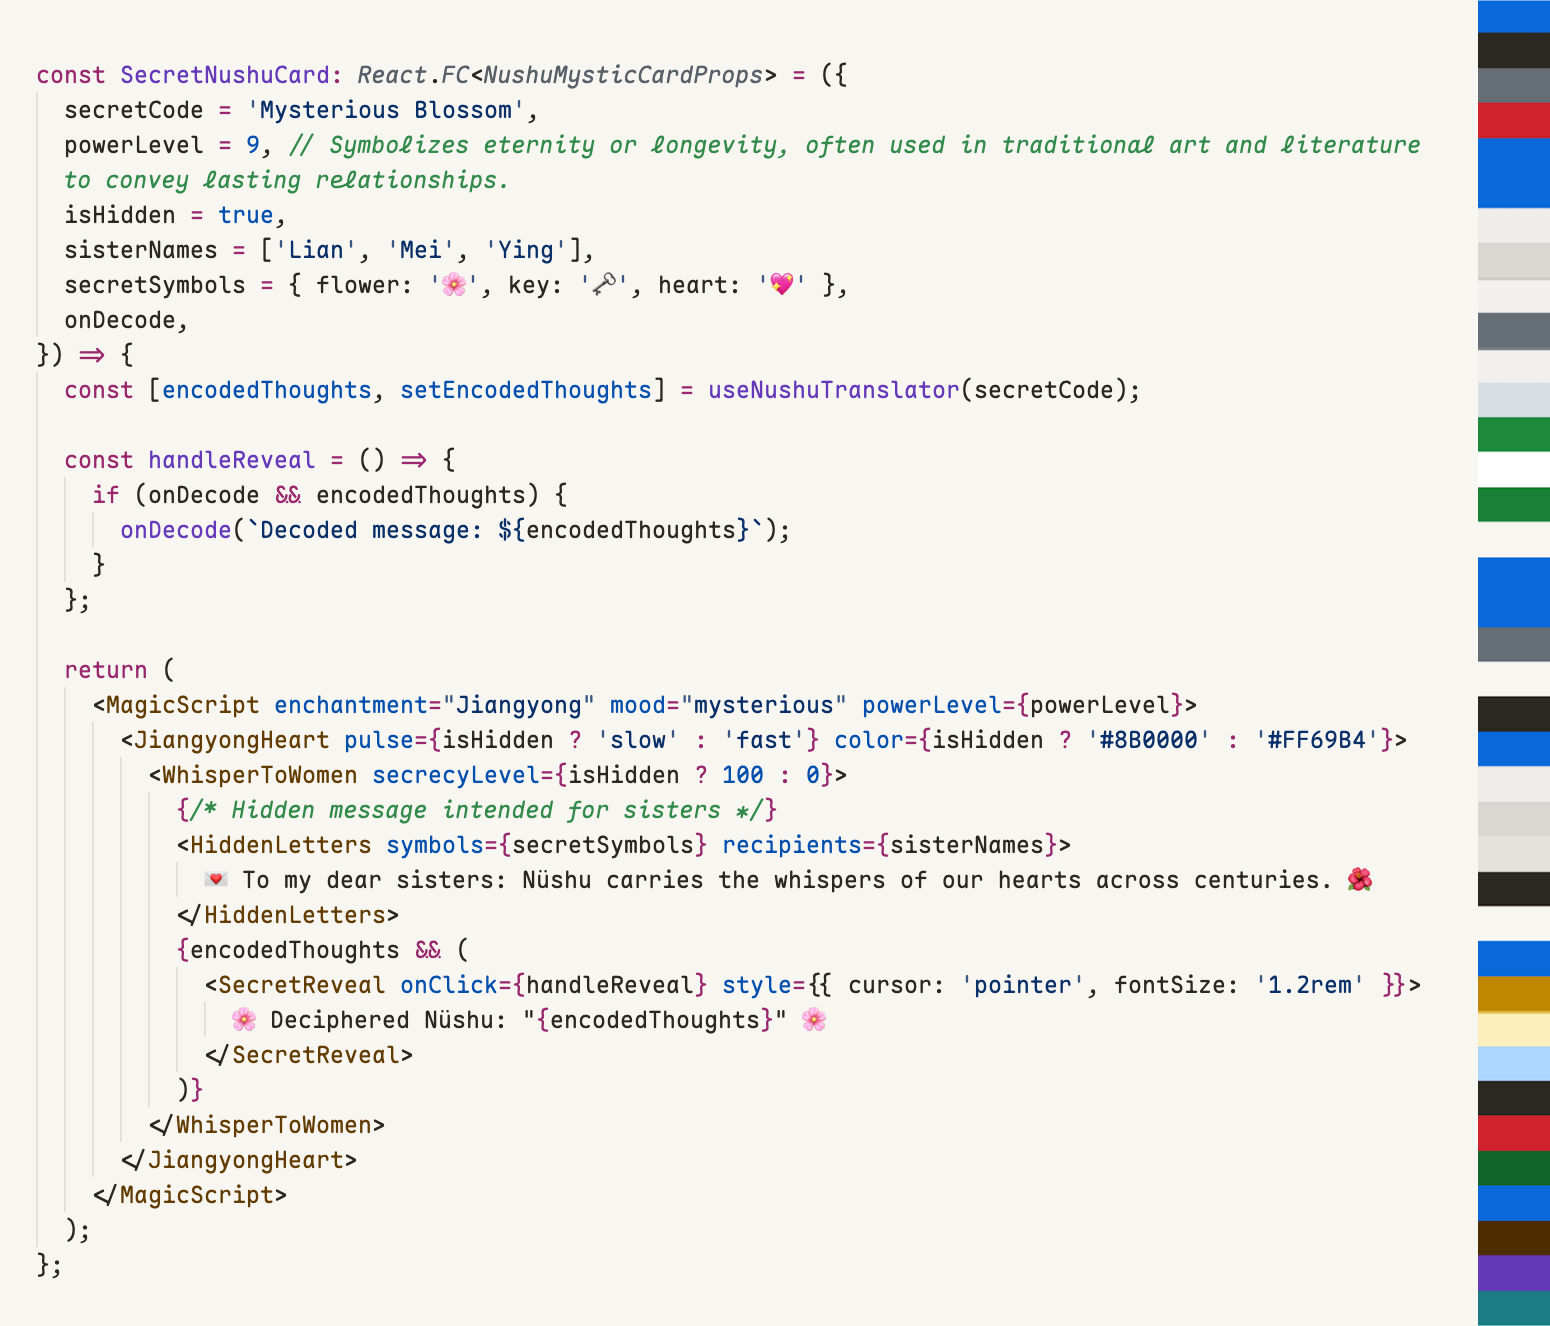 const SecretNushuCard: React.FC<NushuMysticCardProps> = ({
secretCode = 'Mysterious Blossom',
powerLevel = 9, // Symbolizes eternity or longevity, often used in traditional art and literature
to convey lasting relationships.
isHidden = true,
sisterNames = ['Lian', 'Mei', 'Ying'],
secretSymbols = { flower: '🌸', key: '🗝️', heart: '💖' },
onDecode,
}) => {
const [encodedThoughts, setEncodedThoughts] = useNushuTranslator(secretCode);
const handleReveal = () => {
if (onDecode && encodedThoughts) {
onDecode(`Decoded message: ${encodedThoughts}`);
}
};
return (
<MagicScript enchantment="Jiangyong" mood="mysterious" powerLevel={powerLevel}>
<JiangyongHeart pulse={isHidden ? 'slow' : 'fast'} color={isHidden ? '#8B0000' : '#FF69B4'}>
<WhisperToWomen secrecyLevel={isHidden ? 100 : 0}>
{/* Hidden message intended for sisters */}
<HiddenLetters symbols={secretSymbols} recipients={sisterNames}>
💌 To my dear sisters: Nüshu carries the whispers of our hearts across centuries. 🌺
</HiddenLetters>
{encodedThoughts && (
<SecretReveal onClick={handleReveal} style={{ cursor: 'pointer', fontSize: '1.2rem' }}>
🌸 Deciphered Nüshu: "{encodedThoughts}" 🌸
</SecretReveal>
)}
</WhisperToWomen>
</JiangyongHeart>
</MagicScript>
);
};